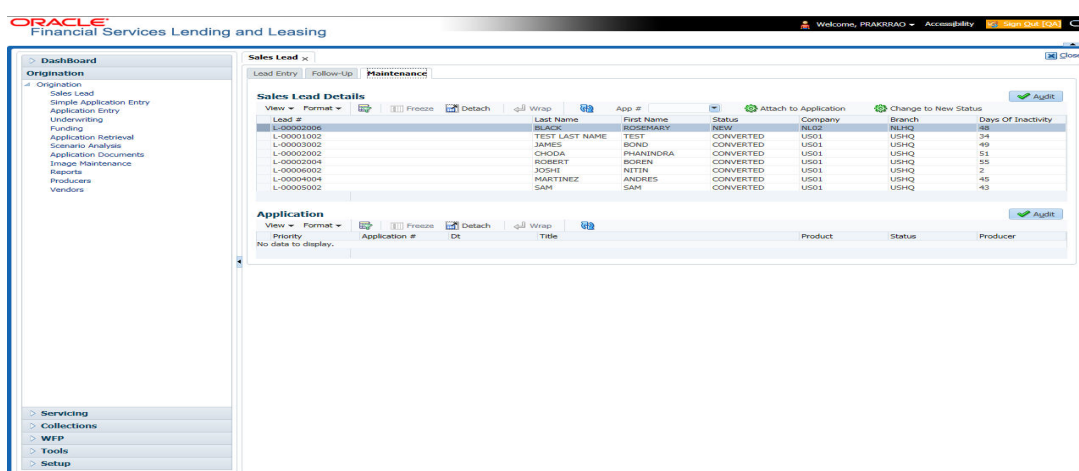 ORACLE
Financial Services Lending and Leasing
Welcome, PRAKRRAO Accessibility Sign Out [QA]
DashBoard
Origination
Origination
Sales Lead
Simple Application Entry
Application Entry
Underwriting
Funding
Application Retrieval
Scenario Analysis
Application Documents
Image Maintenance
Reports
Producers
Vendors
Servicing
Collections
WFP
Tools
Setup
Sales Lead x
Close
Lead Entry Follow-Up Maintenance
Sales Lead Details Audit
View Format Freeze Detach Wrap App # Attach to Application Change to New Status
Lead # Last Name First Name Status Company Branch Days Of Inactivity
L-00002006 BLACK ROSEMARY NEW NL02 NLHQ 48
L-00001002 TEST LAST NAME TEST CONVERTED US01 USHQ 34
L-00003002 JAMES BOND CONVERTED US01 USHQ 49
L-00002002 CHODA PHANINDRA CONVERTED US01 USHQ 51
L-00002004 ROBERT BOREN CONVERTED US01 USHQ 55
L-00006002 JOSHI NITIN CONVERTED US01 USHQ 2
L-00004004 MARTINEZ ANDRES CONVERTED US01 USHQ 45
L-00005002 SAM SAM CONVERTED US01 USHQ 43
Application Audit
View Format Freeze Detach Wrap
Priority Application # Dt Title Product Status Producer
No data to display.